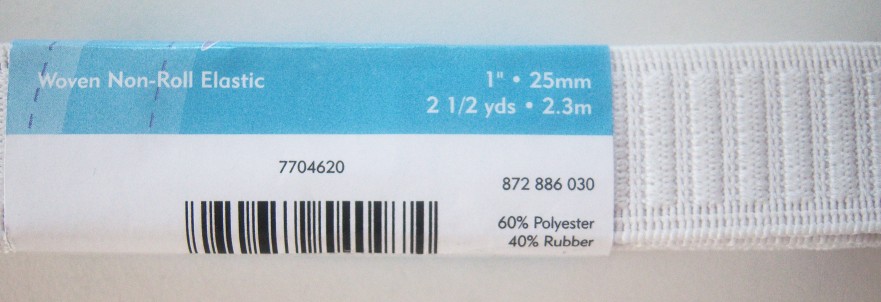 Woven Non-Roll Elastic
1" • 25mm
2 1/2 yds • 2.3m
7704620
872 886 030
60% Polyester
40% Rubber